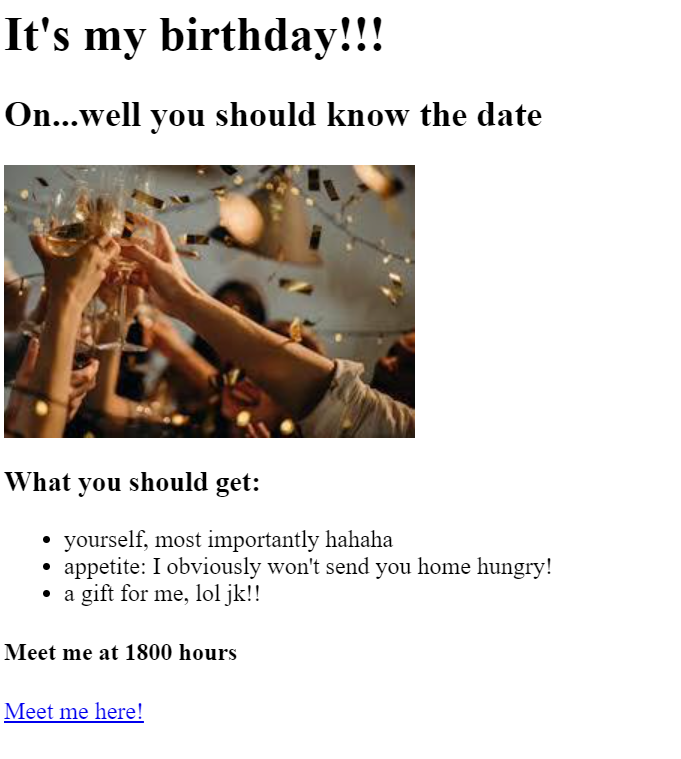 It's my birthday!!!
On...well you should know the date
What you should get:
yourself, most importantly hahaha
appetite: I obviously won't send you home hungry!
a gift for me, lol jk!!
Meet me at 1800 hours
Meet me here!